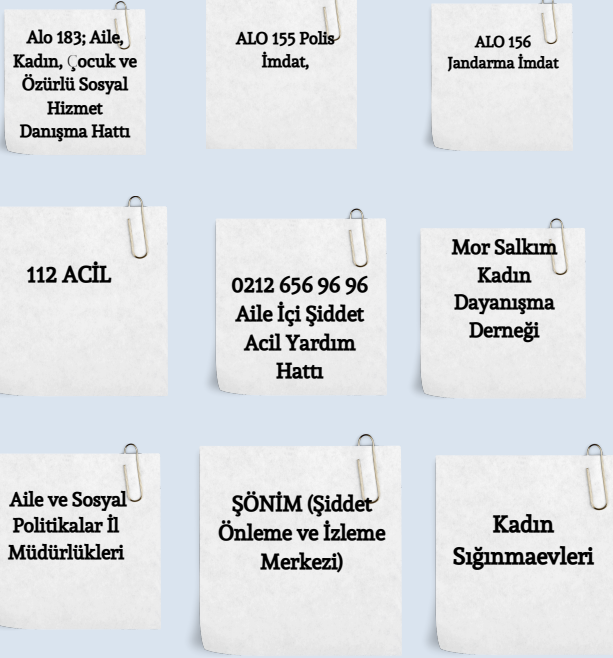 Alo 183; Aile,
Kadın, Çocuk ve
Özürlü Sosyal
Hizmet
Danışma Hattı
ALO 155 Polis
İmdat,
ALO 156
Jandarma İmdat
112 ACİL
0212 656 96 96
Aile İçi Şiddet
Acil Yardım
Hattı
Mor Salkım
Kadın
Dayanışma
Derneği
Aile ve Sosyal
Politikalar İl
Müdürlükleri
ŞÖNİM (Şiddet
Önleme ve İzleme
Merkezi)
Kadın
Sığınmaevleri